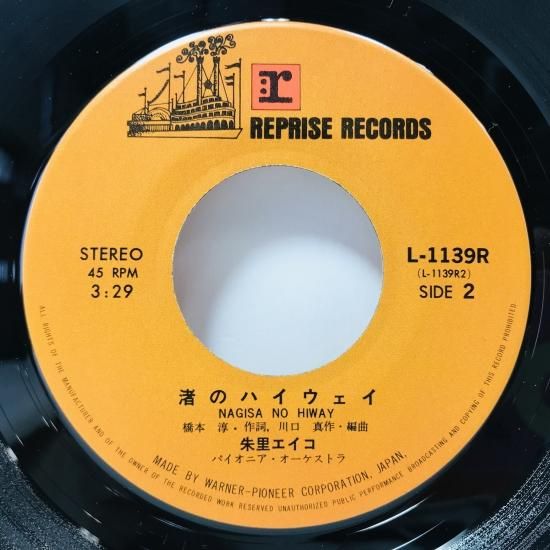 r
REPRISE RECORDS
STEREO
45 RPM
3:29
L-1139R
(L-1139R2)
SIDE 2
渚のハイウェイ
NAGISA NO HIWAY
橋本 淳・作詞, 川口 真作・編曲
朱里エイコ
パイオニア・オーケストラ
MADE BY WARNER-PIONEER CORPORATION, JAPAN.
ALL RIGHTS OF THE MANUFACTURER AND OF THE OWNER OF THE RECORDED WORK RESERVED UNAUTHORIZED PUBLIC PERFORMANCE BROADCASTING AND COPYING OF THIS RECORD PROHIBITED